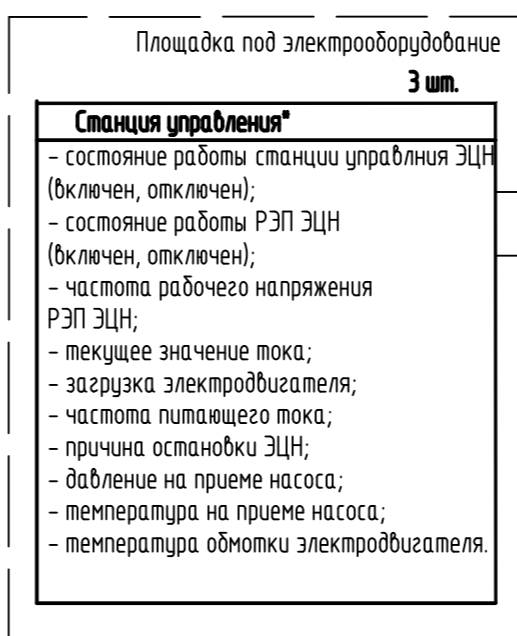 Площадка под электрооборудование
3 шт.
Станция управления*
- состояние работы станции управлния ЭЦН
(включен, отключен);
- состояние работы РЭП ЭЦН
(включен, отключен);
- частота рабочего напряжения
РЭП ЭЦН;
- текущее значение тока;
- загрузка электродвигателя;
- частота питающего тока;
- причина остановки ЭЦН;
- давление на приеме насоса;
- температура на приеме насоса;
- температура обмотки электродвигателя.